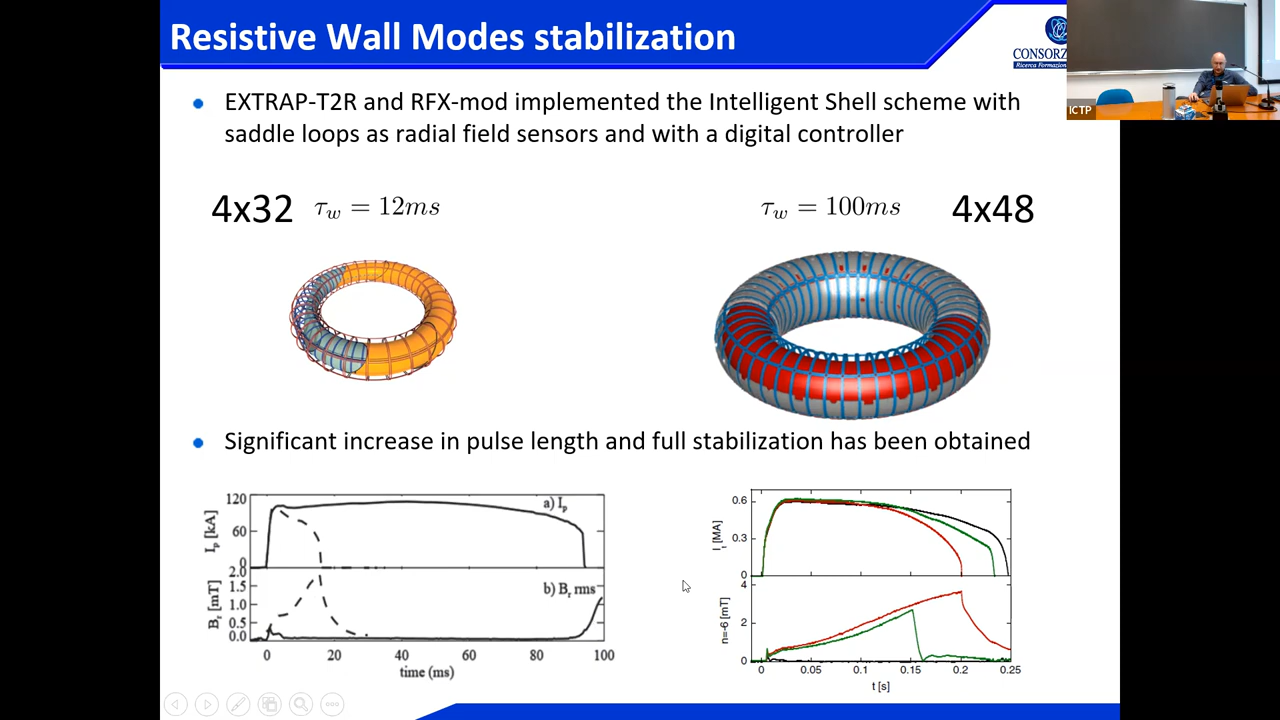 Resistive Wall Modes stabilization
CONSORZ
Ricerca Formazion
ICTP
EXTRAP-T2R and RFX-mod implemented the Intelligent Shell scheme with
saddle loops as radial field sensors and with a digital controller
4x32 τw = 12ms
τw = 100ms 4x48
Significant increase in pulse length and full stabilization has been obtained
120
60
0
Ip [kA]
a) Ip
2.0
1.5
1.0
0.5
0.0
Br [mT]
b) Br rms
0 20 40 60 80 100
time (ms)
0.6
0.3
0
It [MA]
4
2
0
n=-6 [mT]
0 0.05 0.1 0.15 0.2 0.25
t [s]